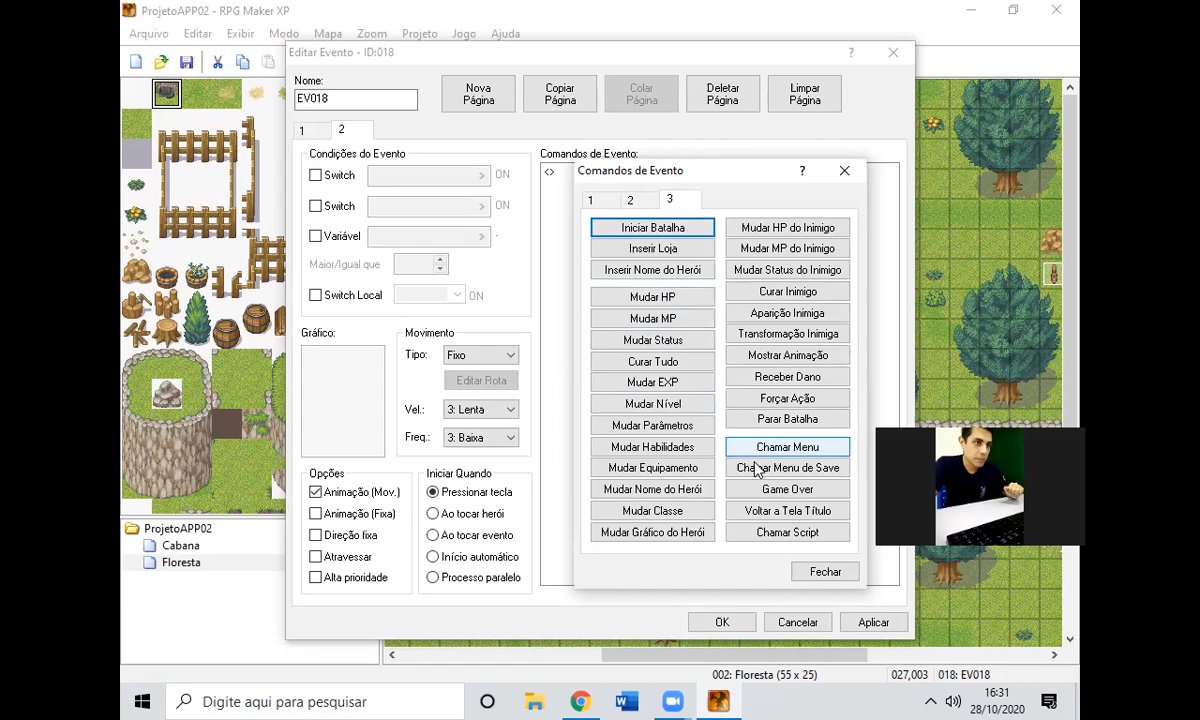 ProjetoAPP02 - RPG Maker XP
Arquivo Editar Exibir Modo Mapa Zoom Projeto Jogo Ajuda
Editar Evento - ID:018
?
Nome:
EV018
Nova Página
Copiar Página
Colar Página
Deletar Página
Limpar Página
1 2
Condições do Evento
Switch ON
Switch ON
Variável -
Maior/Igual que
Switch Local ON
Gráfico:
Movimento
Tipo: Fixo
Editar Rota
Vel.: 3: Lenta
Freq.: 3: Baixa
Opções
Animação (Mov.)
Animação (Fixa)
Direção fixa
Atravessar
Alta prioridade
Iniciar Quando
Pressionar tecla
Ao tocar herói
Ao tocar evento
Início automático
Processo paralelo
Comandos de Evento:
<>
Comandos de Evento
?
1 2 3
Iniciar Batalha
Inserir Loja
Inserir Nome do Herói
Mudar HP
Mudar MP
Mudar Status
Curar Tudo
Mudar EXP
Mudar Nível
Mudar Parâmetros
Mudar Habilidades
Mudar Equipamento
Mudar Nome do Herói
Mudar Classe
Mudar Gráfico do Herói
Mudar HP do Inimigo
Mudar MP do Inimigo
Mudar Status do Inimigo
Curar Inimigo
Aparição Inimiga
Transformação Inimiga
Mostrar Animação
Receber Dano
Forçar Ação
Parar Batalha
Chamar Menu
Chamar Menu de Save
Game Over
Voltar a Tela Título
Chamar Script
Fechar
OK Cancelar Aplicar
ProjetoAPP02
Cabana
Floresta
002: Floresta (55 x 25) 027,003 018: EV018
Digite aqui para pesquisar
16:31
28/10/2020